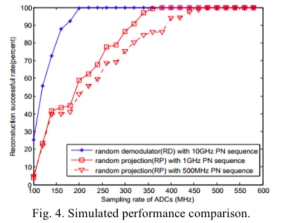 100
90
80
70
60
50
40
30
20
10
0
Reconstruction successful rate(percent)
random demodulator(RD) with 10GHz PN sequence
random projection(RP) with 1GHz PN sequence
random projection(RP) with 500MHz PN sequence
100 150 200 250 300 350 400 450 500 550 600
Sampling rate of ADCs (MHz)
Fig. 4. Simulated performance comparison.